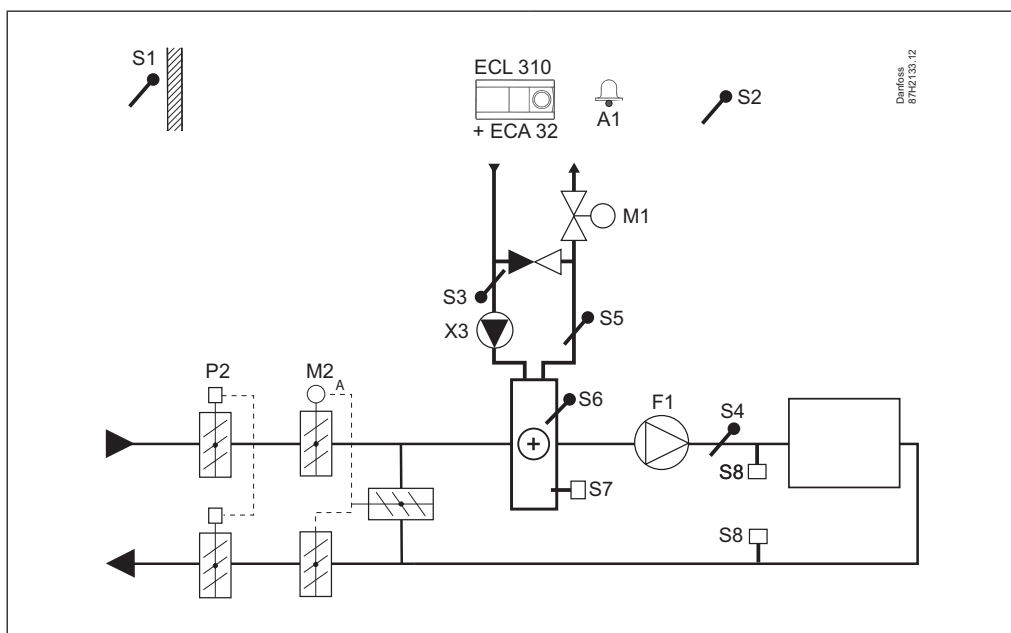 S1
ECL 310
+ ECA 32
A1
S2
Danfoss
87H2133.12
M1
S3
X3
S5
P2
M2
A
S6
F1
S4
S8
S7
S8